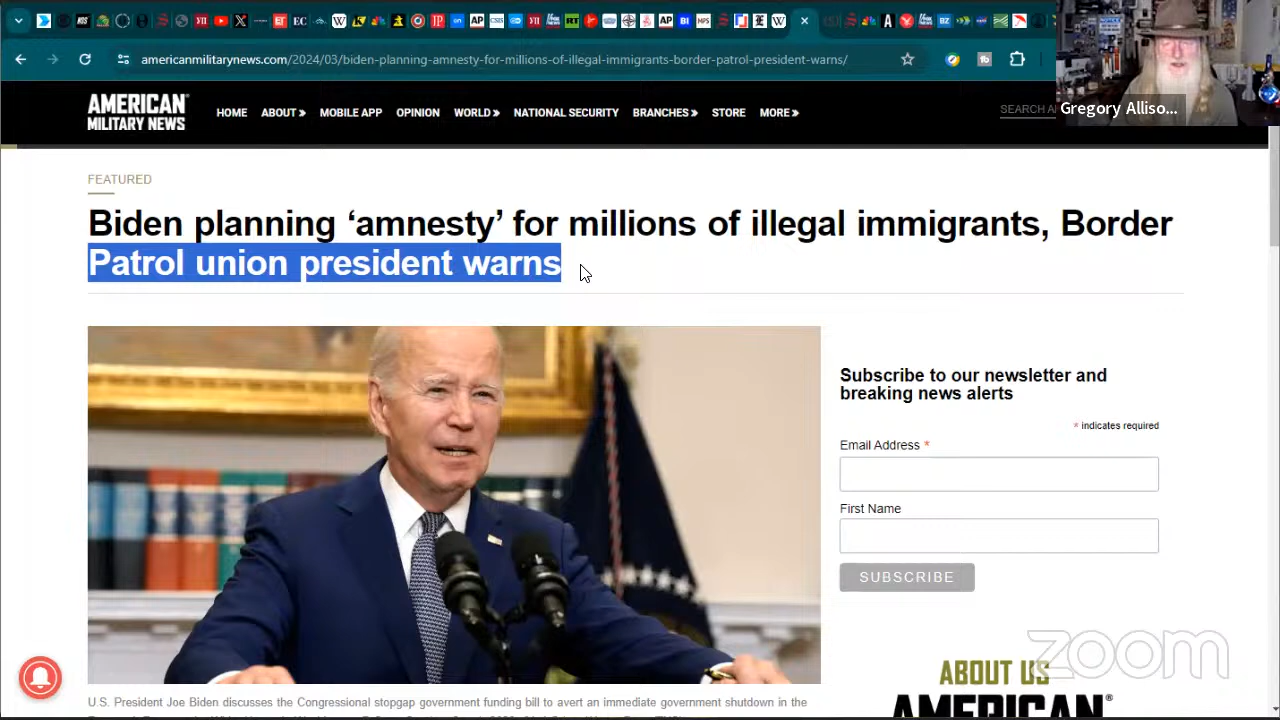 americanmilitarynews.com/2024/03/biden-planning-amnesty-for-millions-of-illegal-immigrants-border-patrol-president-warns/
Gregory Alliso...
AMERICAN
MILITARY NEWS
HOME
ABOUT
MOBILE APP
OPINION
WORLD
NATIONAL SECURITY
BRANCHES
STORE
MORE
SEARCH
FEATURED
Biden planning ‘amnesty’ for millions of illegal immigrants, Border
Patrol union president warns
Subscribe to our newsletter and
breaking news alerts
* indicates required
Email Address *
First Name
SUBSCRIBE
zoom
ABOUT US
AMERICAN
U.S. President Joe Biden discusses the Congressional stopgap government funding bill to avert an immediate government shutdown in the